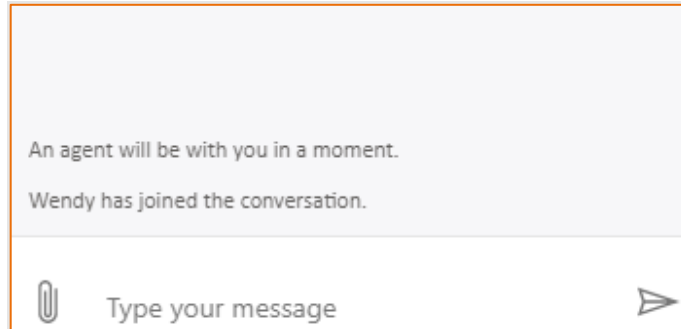 An agent will be with you in a moment.
Wendy has joined the conversation.
Type your message